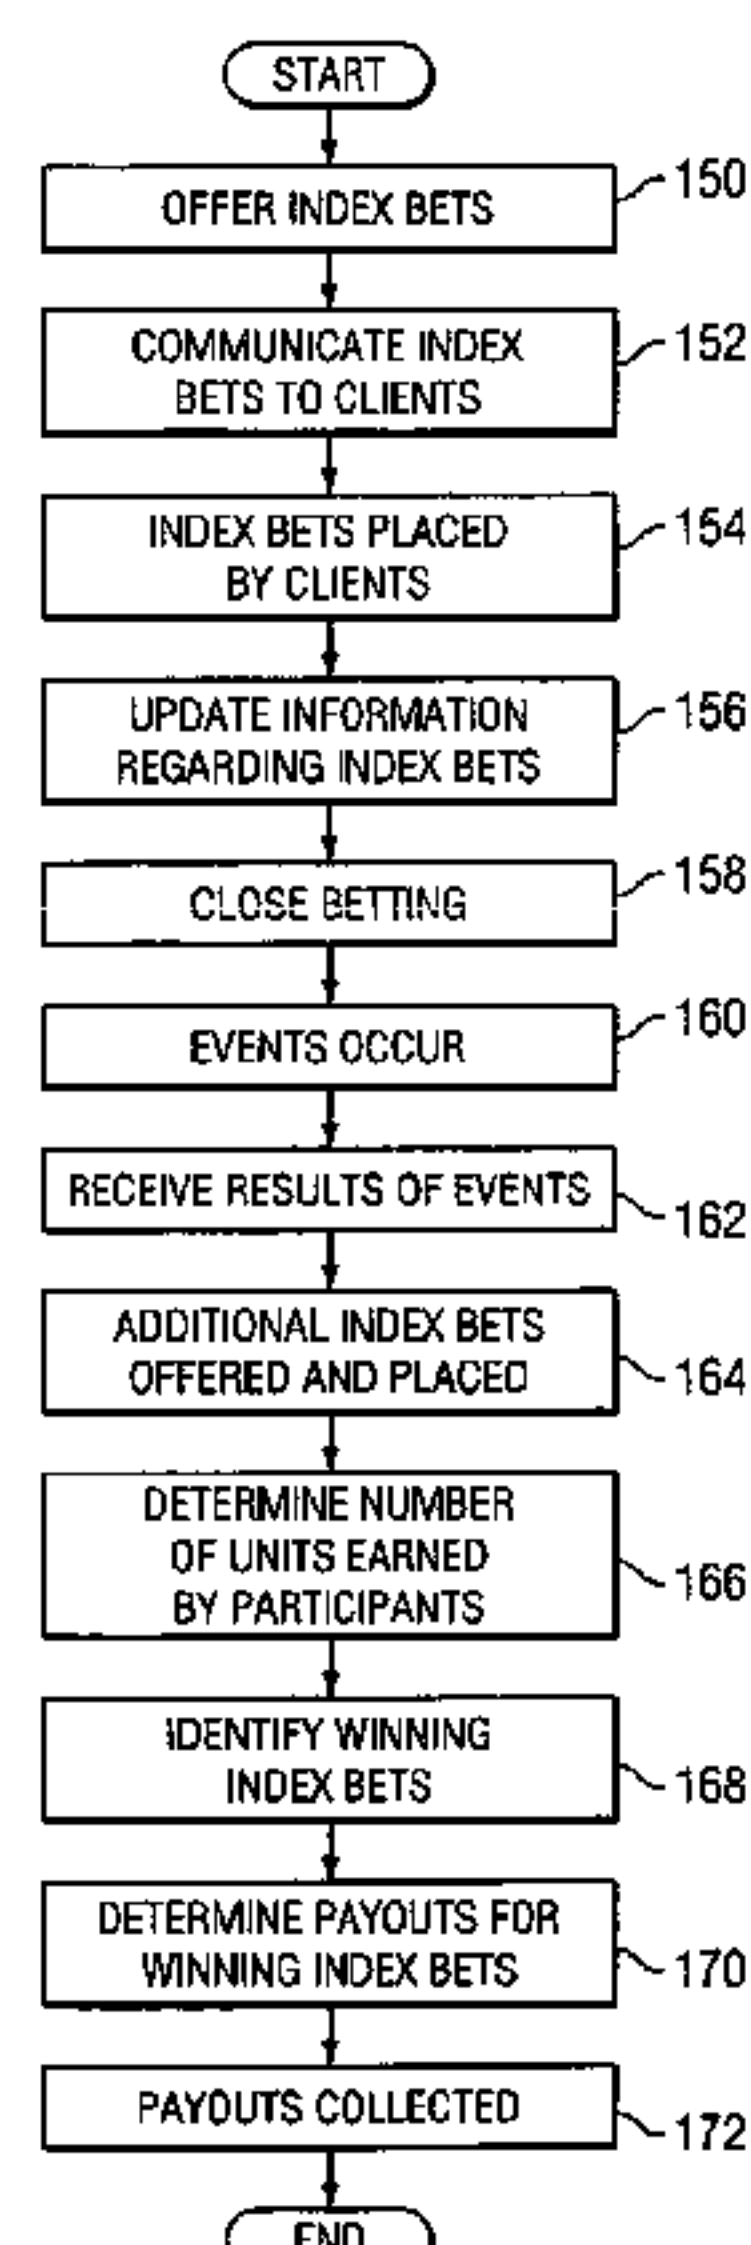 START
OFFER INDEX BETS
150
COMMUNICATE INDEX
BETS TO CLIENTS
152
INDEX BETS PLACED
BY CLIENTS
154
UPDATE INFORMATION
REGARDING INDEX BETS
156
CLOSE BETTING
158
EVENTS OCCUR
160
RECEIVE RESULTS OF EVENTS
162
ADDITIONAL INDEX BETS
OFFERED AND PLACED
164
DETERMINE NUMBER
OF UNITS EARNED
BY PARTICIPANTS
166
IDENTIFY WINNING
INDEX BETS
168
DETERMINE PAYOUTS FOR
WINNING INDEX BETS
170
PAYOUTS COLLECTED
172
END